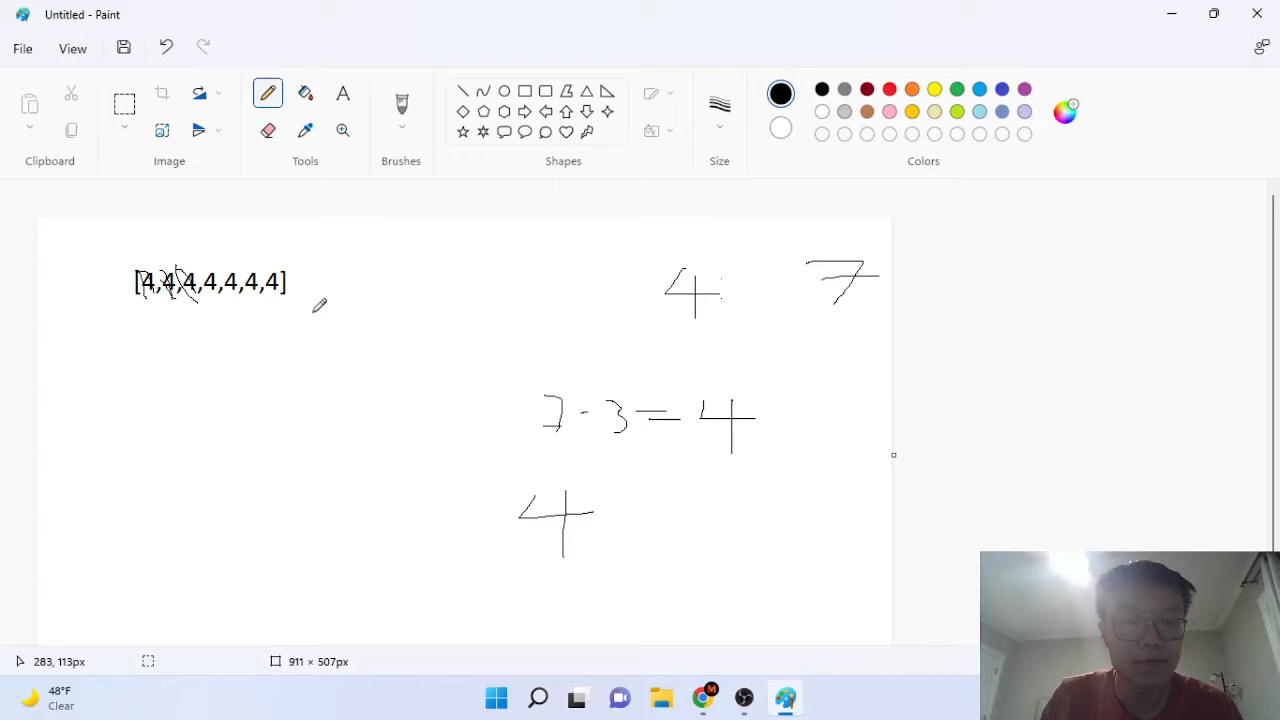 Untitled - Paint
File View
Clipboard Image Tools Brushes Shapes Size Colors
[4,4,4,4,4,4,4]
4 7
7 - 3 = 4
4
283, 113px 911 × 507px
48°F
Clear